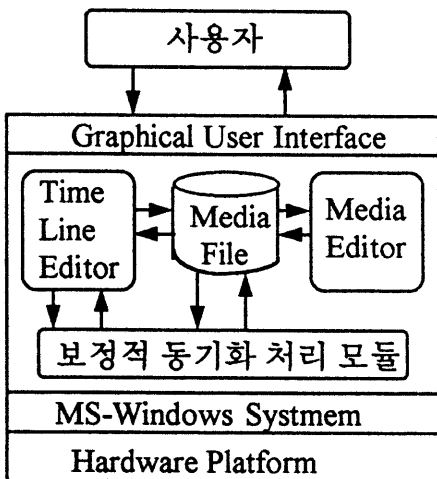 사용자
Graphical User Interface
Time
Line
Editor
Media
File
Media
Editor
보정적 동기화 처리 모듈
MS-Windows Systmem
Hardware Platform